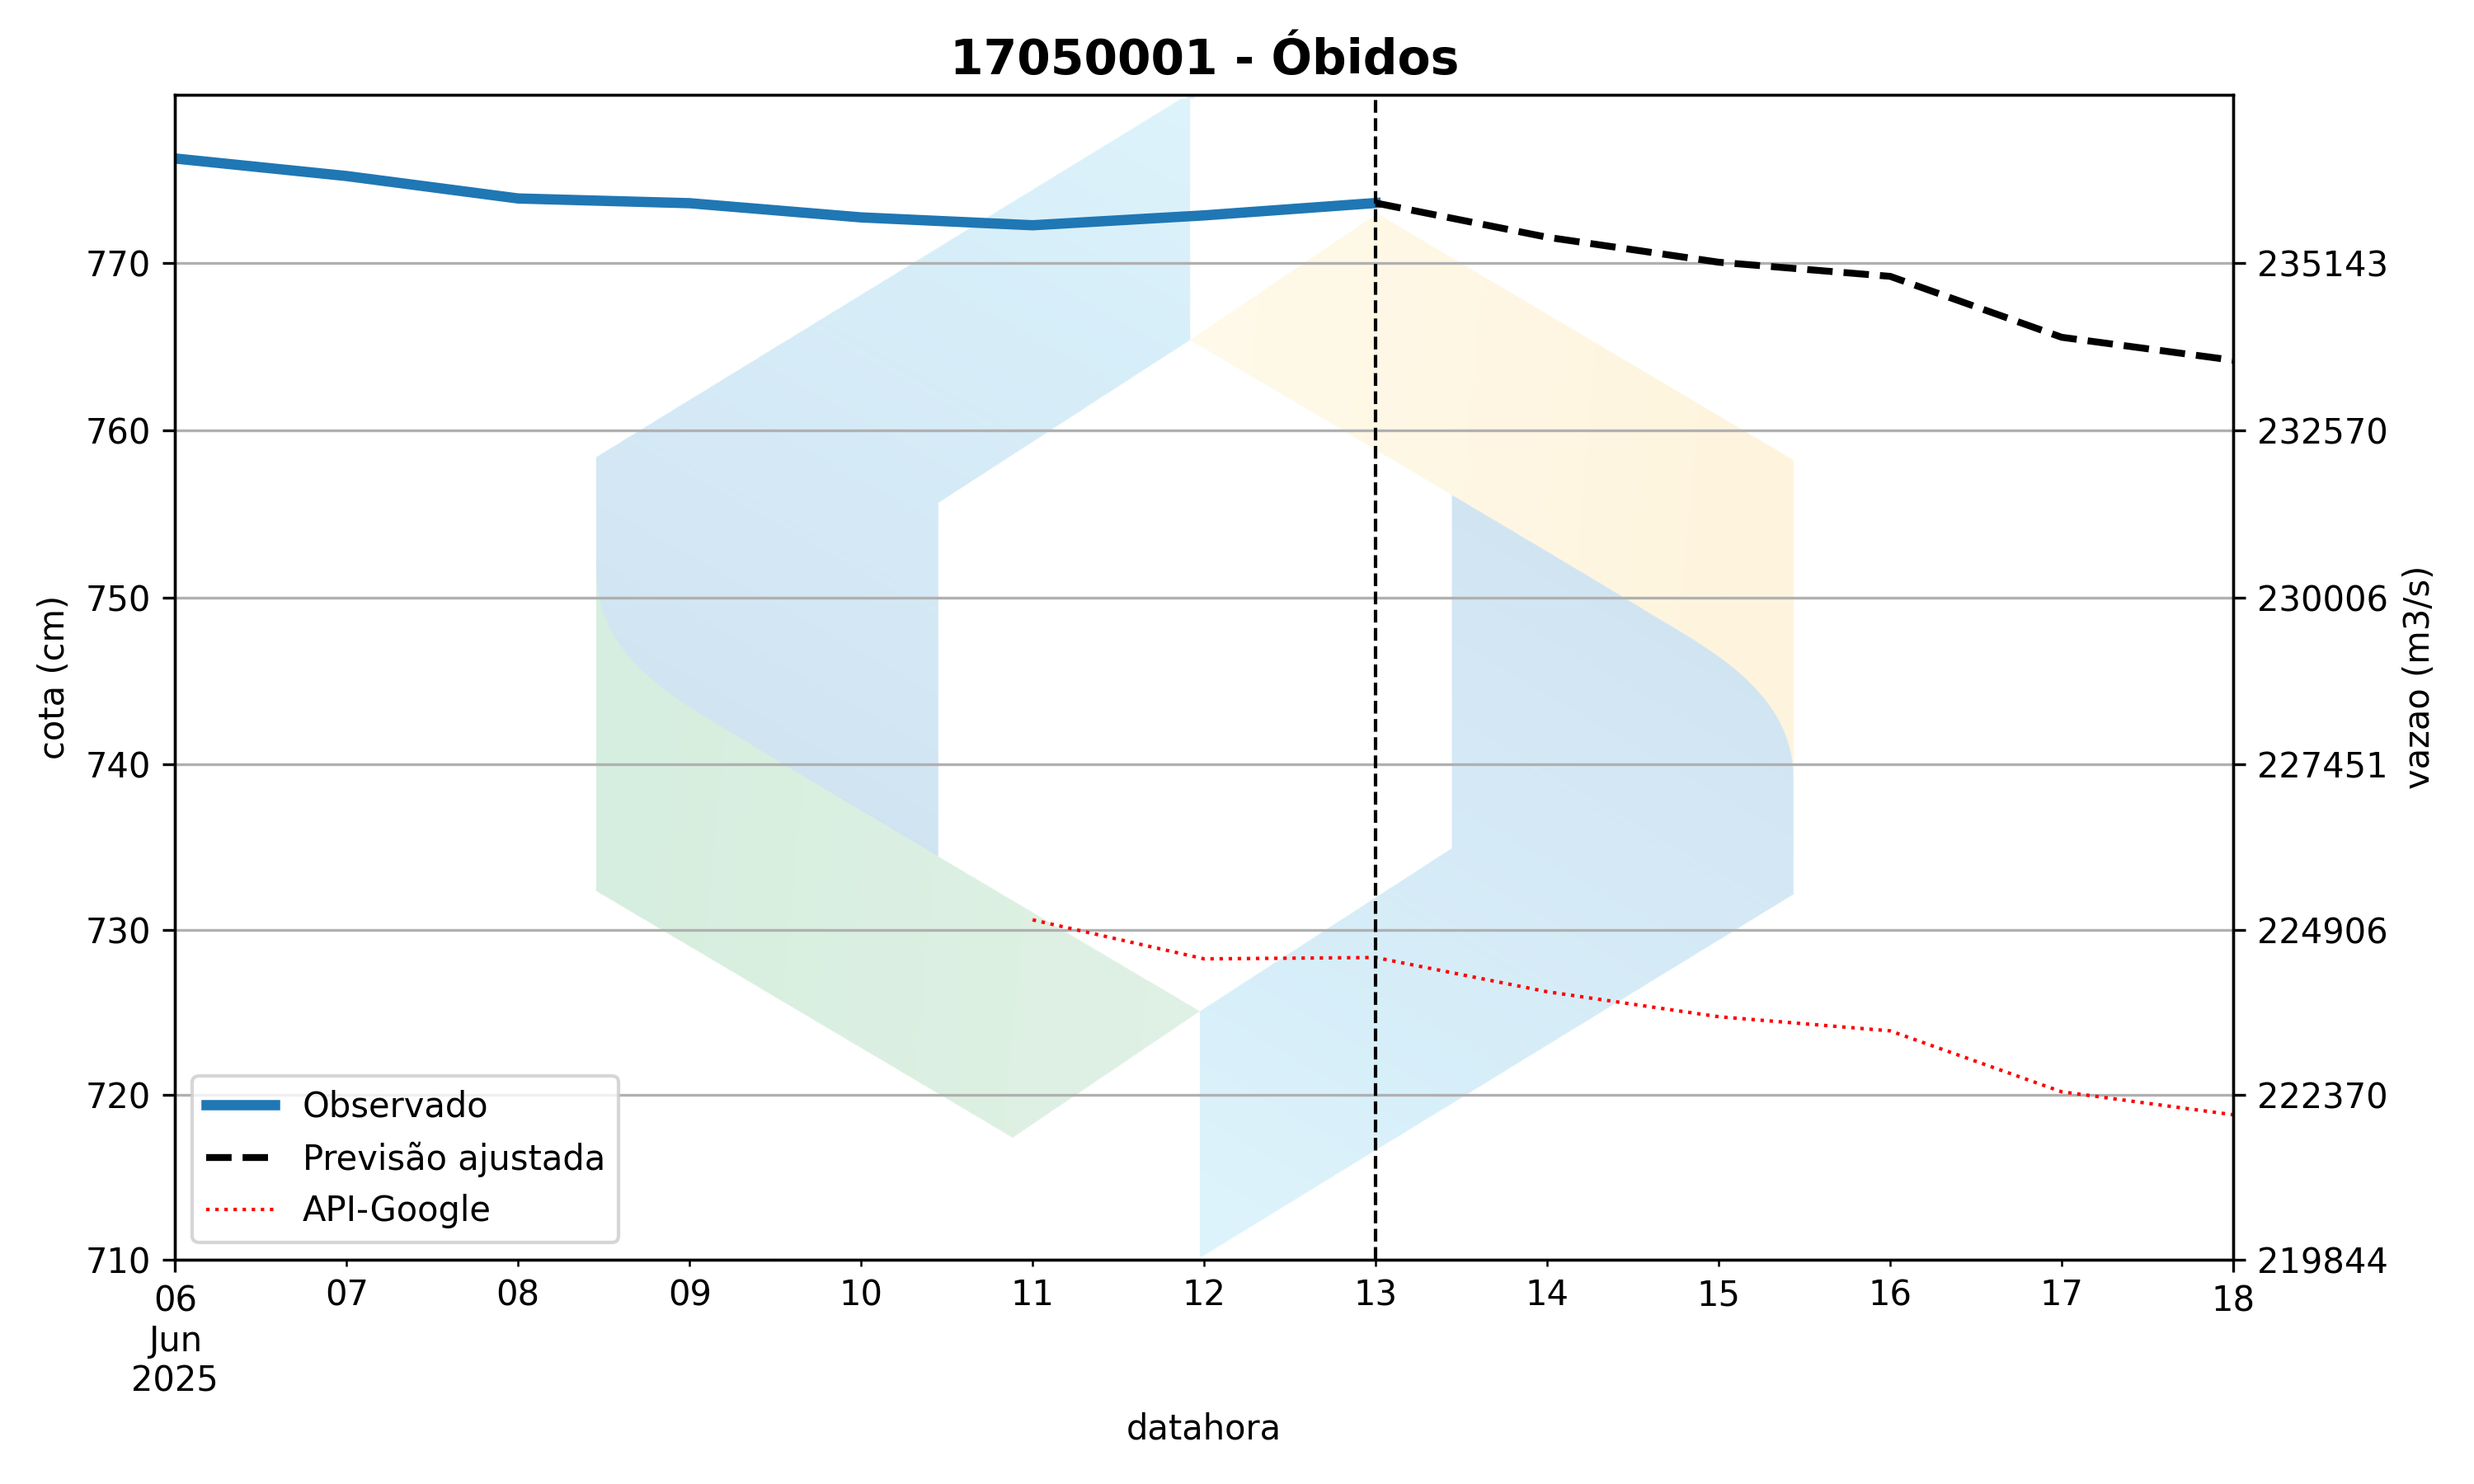 17050001 - Óbidos
770
760
750
740
730
720
710
cota (cm)
235143
232570
230006
227451
224906
222370
219844
vazao (m3/s)
Observado
Previsão ajustada
API-Google
06 07 08 09 10 11 12 13 14 15 16 17 18
Jun
2025
datahora